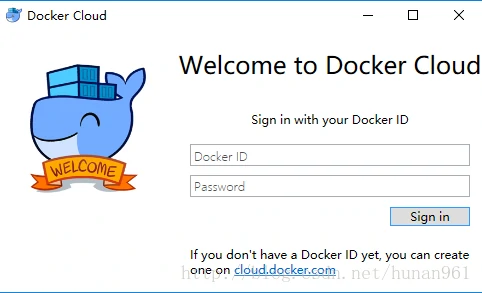 Docker Cloud
Welcome to Docker Cloud
Sign in with your Docker ID
WELCOME
Docker ID
Password
Sign in
If you don't have a Docker ID yet, you can create
one on cloud.docker.com
http://blog.csdn.net/hunan961